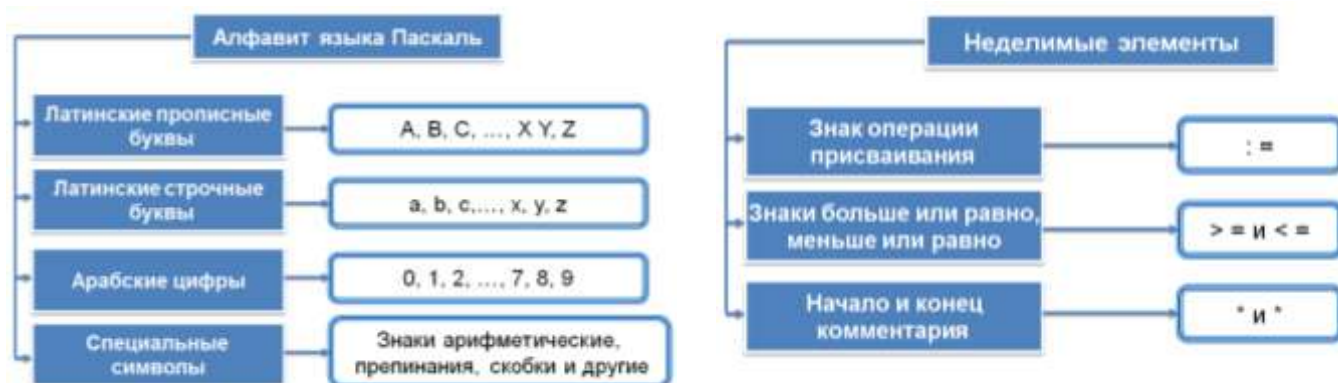 Алфавит языка Паскаль
Латинские прописные
буквы
A, B, C, ..., X Y, Z
Латинские строчные
буквы
a, b, c,..., x, y, z
Арабские цифры
0, 1, 2, ..., 7, 8, 9
Специальные
символы
Знаки арифметические,
препинания, скобки и другие
Неделимые элементы
Знак операции
присваивания
: =
Знаки больше или равно,
меньше или равно
> = и < =
Начало и конец
комментария
* и *